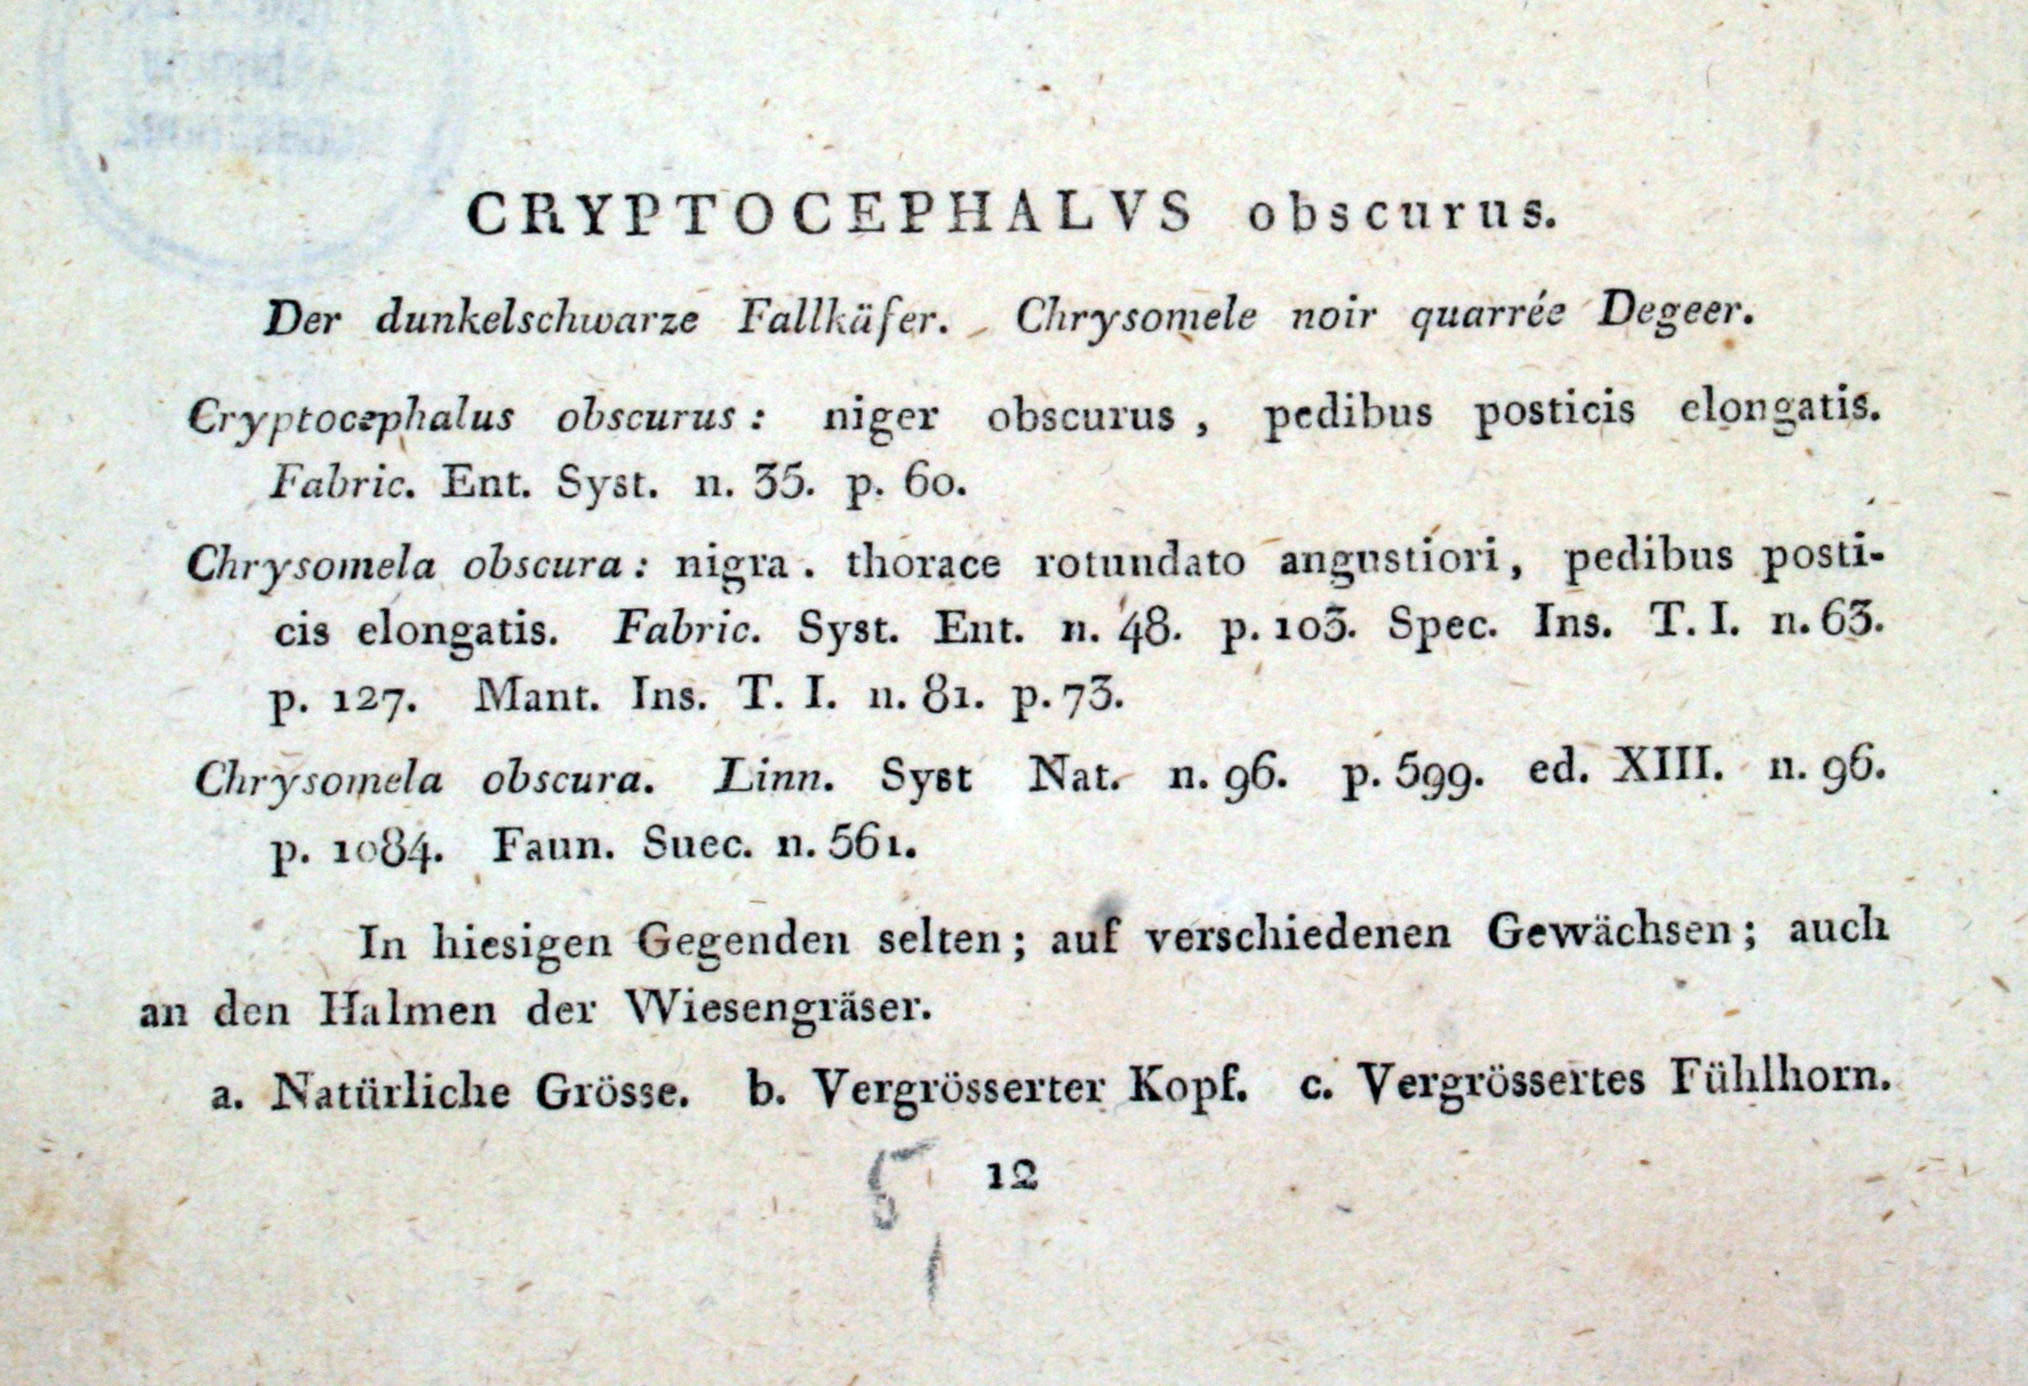 CRYPTOCEPHALVS obscurus.
Der dunkelschwarze Fallkäfer. Chrysomele noir quarrée Degeer.
Cryptocephalus obscurus: niger obscurus, pedibus posticis elongatis.
Fabric. Ent. Syst. n. 35. p. 60.
Chrysomela obscura: nigra. thorace rotundato angustiori, pedibus posti-
cis elongatis. Fabric. Syst. Ent. n. 48. p. 103. Spec. Ins. T. I. n. 63.
p. 127. Mant. Ins. T. I. n. 81. p. 73.
Chrysomela obscura. Linn. Syst Nat. n. 96. p. 599. ed. XIII. n. 96.
p. 1084. Faun. Suec. n. 561.
In hiesigen Gegenden selten; auf verschiedenen Gewächsen; auch
an den Halmen der Wiesengräser.
a. Natürliche Grösse. b. Vergrösserter Kopf. c. Vergrössertes Fühlhorn.
5 12